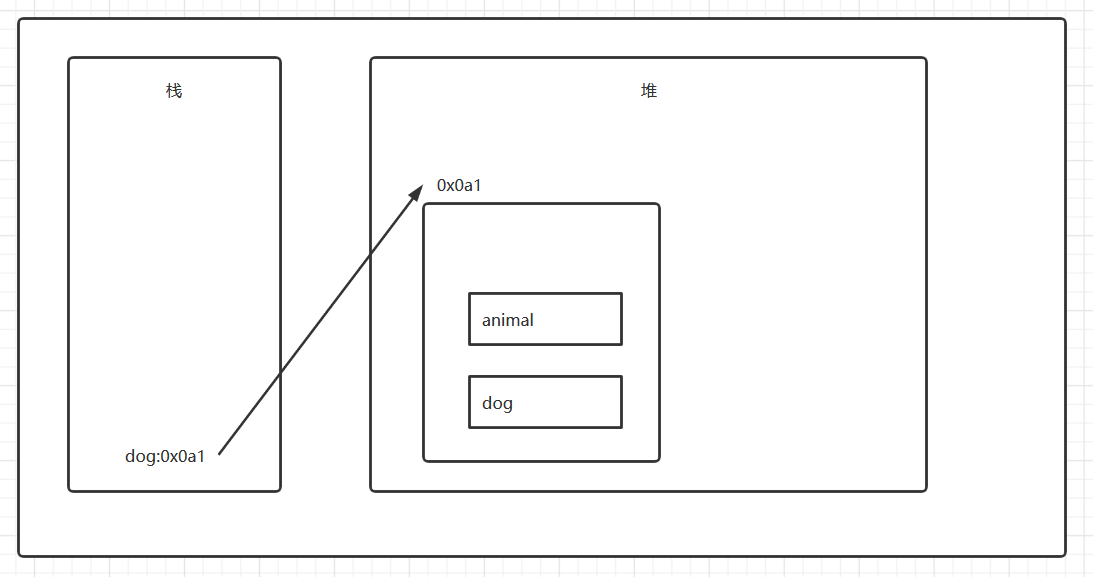 栈
堆
0x0a1
animal
dog
dog:0x0a1